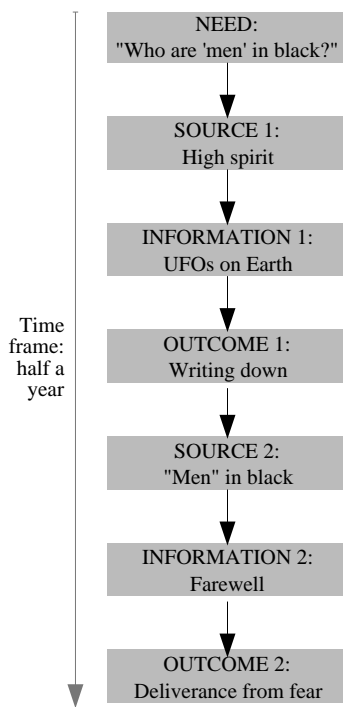 NEED:
"Who are 'men' in black?"
SOURCE 1:
High spirit
INFORMATION 1:
UFOs on Earth
Time
frame:
half a
year
OUTCOME 1:
Writing down
SOURCE 2:
"Men" in black
INFORMATION 2:
Farewell
OUTCOME 2:
Deliverance from fear